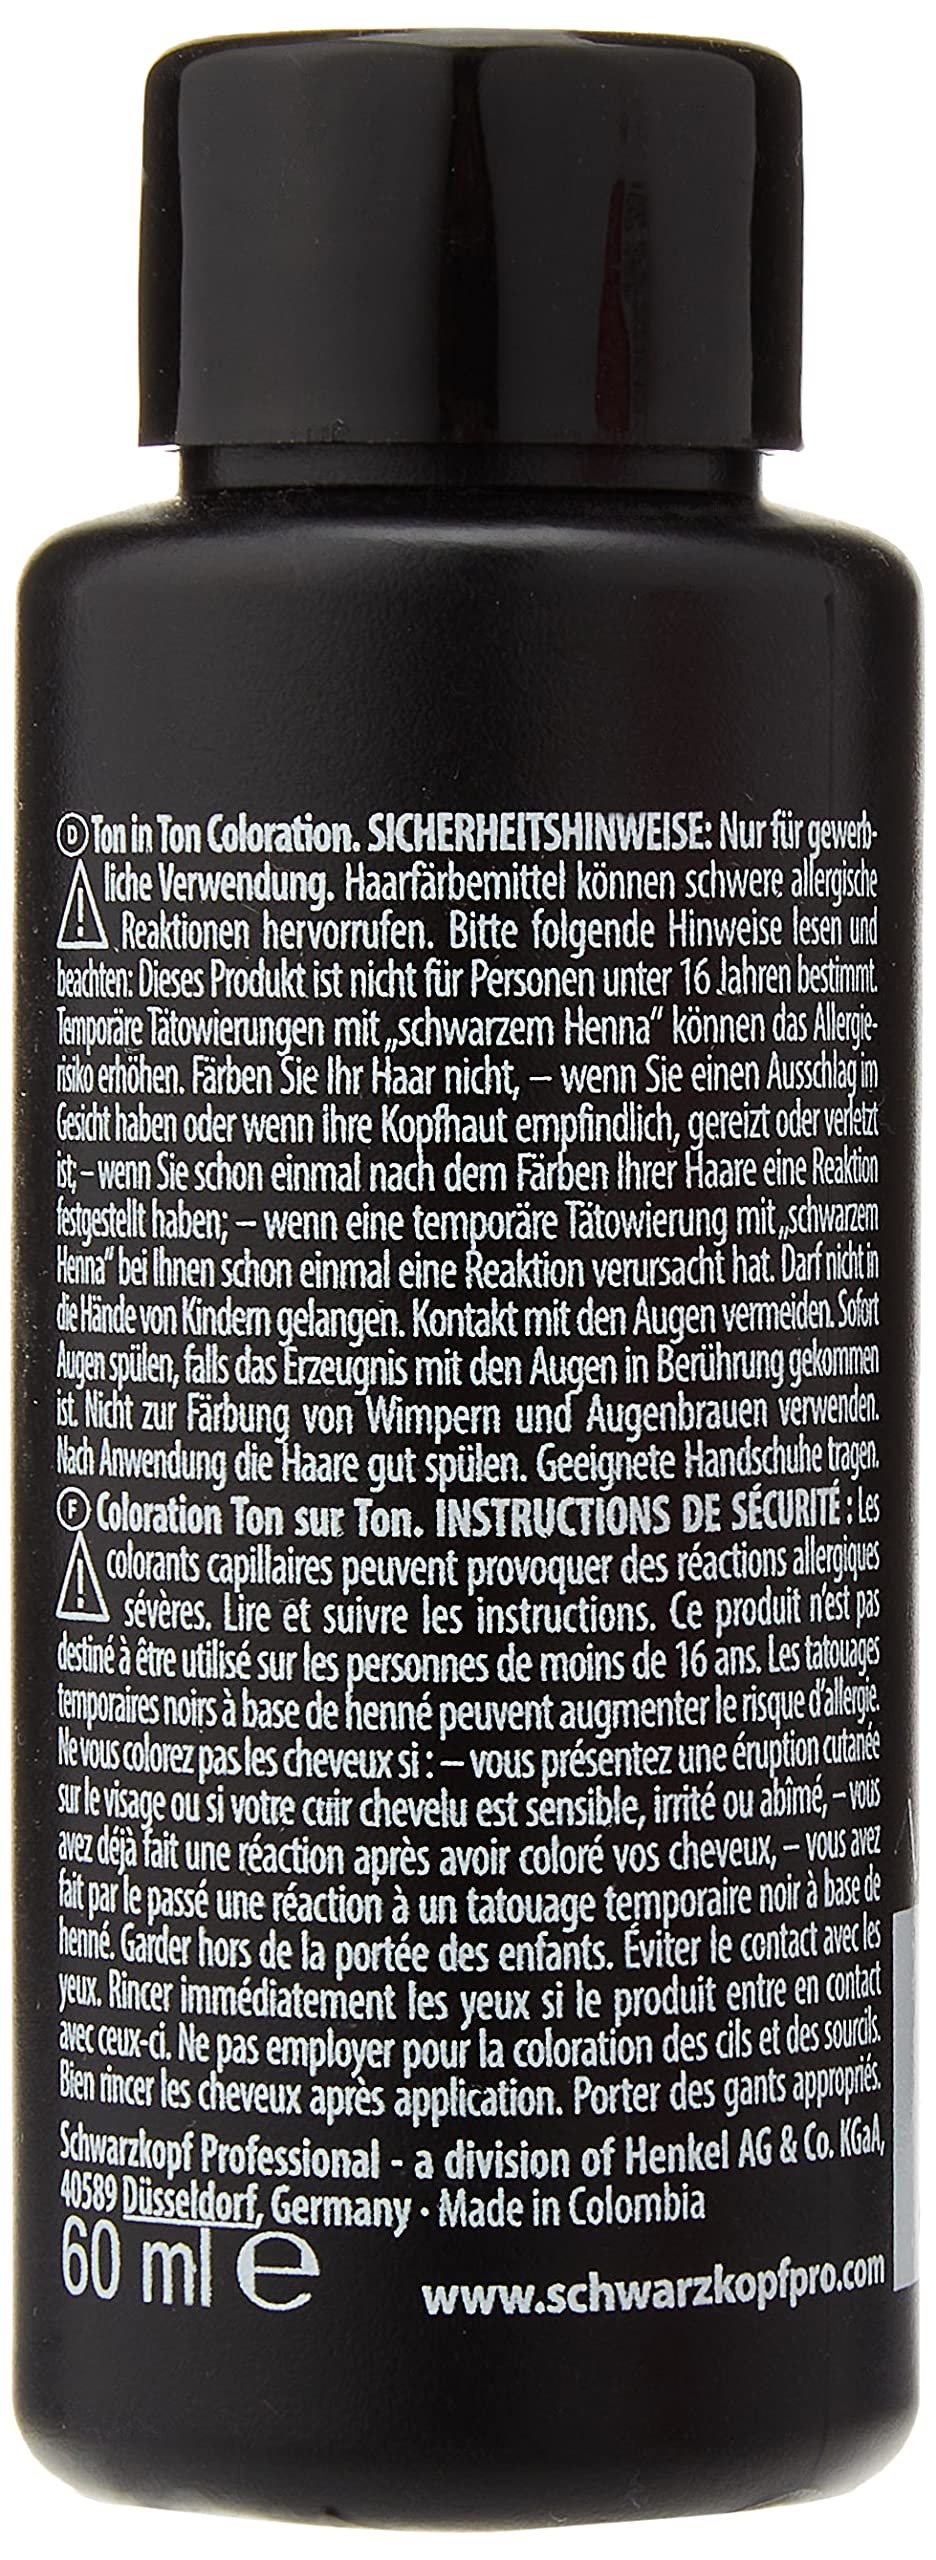 D Ton in Ton Coloration. SICHERHEITSHINWEISE: Nur für gewerb-
liche Verwendung. Haarfärbemittel können schwere allergische
Reaktionen hervorrufen. Bitte folgende Hinweise lesen und
beachten: Dieses Produkt ist nicht für Personen unter 16 Jahren bestimmt.
Temporäre Tätowierungen mit „schwarzem Henna“ können das Allergie-
risiko erhöhen. Färben Sie Ihr Haar nicht, – wenn Sie einen Ausschlag im
Gesicht haben oder wenn ihre Kopfhaut empfindlich, gereizt oder verletzt
ist; – wenn Sie schon einmal nach dem Färben Ihrer Haare eine Reaktion
festgestellt haben; – wenn eine temporäre Tätowierung mit „schwarzem
Henna“ bei Ihnen schon einmal eine Reaktion verursacht hat. Darf nicht in
die Hände von Kindern gelangen. Kontakt mit den Augen vermeiden. Sofort
Augen spülen, falls das Erzeugnis mit den Augen in Berührung gekommen
ist. Nicht zur Färbung von Wimpern und Augenbrauen verwenden.
Nach Anwendung die Haare gut spülen. Geeignete Handschuhe tragen.
F Coloration Ton sur Ton. INSTRUCTIONS DE SÉCURITÉ : Les
colorants capillaires peuvent provoquer des réactions allergiques
sévères. Lire et suivre les instructions. Ce produit n'est pas
destiné à être utilisé sur les personnes de moins de 16 ans. Les tatouages
temporaires noirs à base de henné peuvent augmenter le risque d'allergie.
Ne vous colorez pas les cheveux si : – vous présentez une éruption cutanée
sur le visage ou si votre cuir chevelu est sensible, irrité ou abîmé, – vous
avez déjà fait une réaction après avoir coloré vos cheveux, – vous avez
fait par le passé une réaction à un tatouage temporaire noir à base de
henné. Garder hors de la portée des enfants. Éviter le contact avec les
yeux. Rincer immédiatement les yeux si le produit entre en contact
avec ceux-ci. Ne pas employer pour la coloration des cils et des sourcils.
Bien rincer les cheveux après application. Porter des gants appropriés.
Schwarzkopf Professional - a division of Henkel AG & Co. KGaA,
40589 Düsseldorf, Germany · Made in Colombia
60 ml e
www.schwarzkopfpro.com